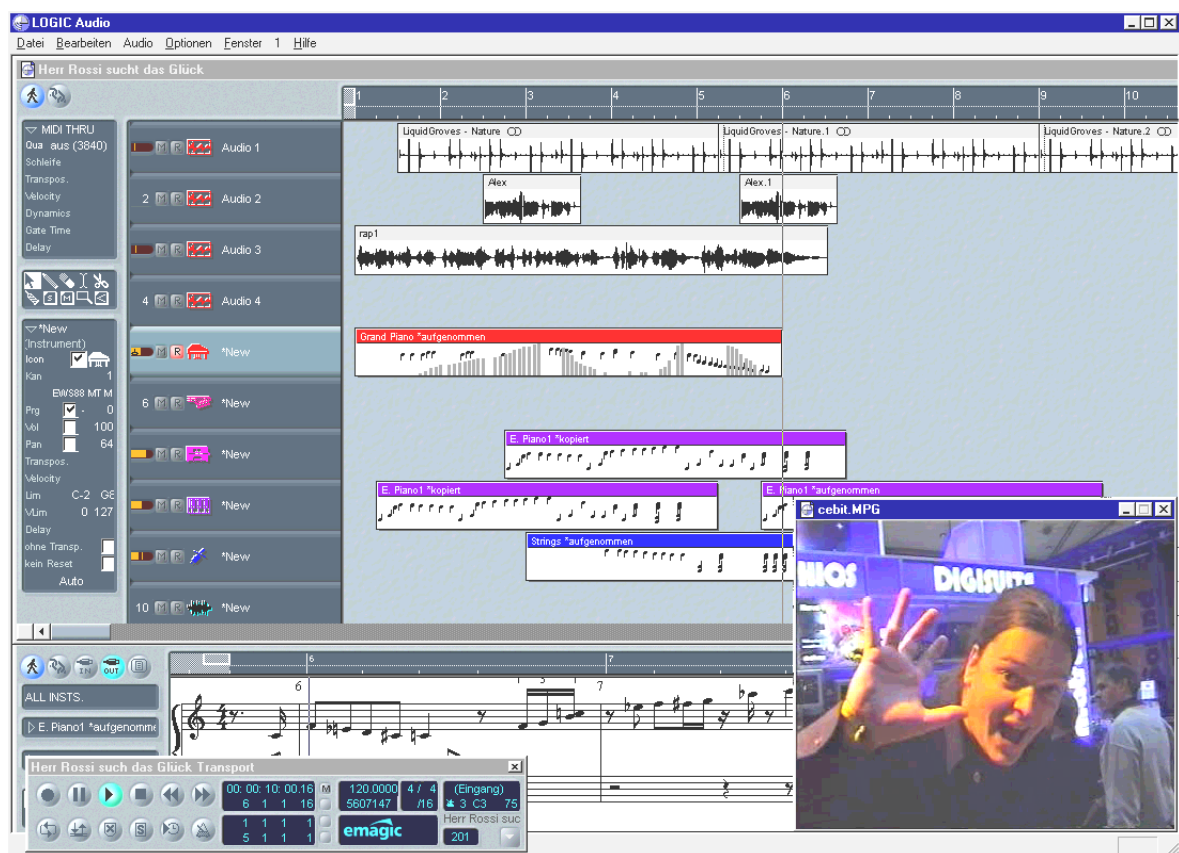 LOGIC Audio
Datei Bearbeiten Audio Optionen Fenster 1 Hilfe
Herr Rossi sucht das Glück
1 2 3 4 5 6 7 8 9 10
MIDI THRU
Qua aus (3840)
Schleife
Transpos.
Velocity
Dynamics
Gate Time
Delay
M R Audio 1
2 M R Audio 2
M R Audio 3
4 M R Audio 4
M R *New
6 M R *New
M R *New
M R *New
M R *New
10 M R *New
LiquidGroves - Nature
LiquidGroves - Nature.1
LiquidGroves - Nature.2
Alex
Alex.1
rap1
Grand Piano *aufgenommen
E. Piano1 *kopiert
E. Piano1 *kopiert
E. Piano1 *aufgenommen
Strings *aufgenommen
S M
*New
(Instrument)
Icon
Kan 1
EWS88 MT M
Prg - 0
Vol 100
Pan 64
Transpos.
Velocity
Lim C-2 G8
VLim 0 127
Delay
ohne Transp.
kein Reset
Auto
cebit.MPG
DIGISUITE
IN OUT
ALL INSTS.
E. Piano1 *aufgenomme
6 7
6 3 7
Herr Rossi such das Glück Transport
00: 00: 10: 00.16 M 120.0000 4 / 4 (Eingang)
6 1 1 16 5607147 /16 3 C3 75
1 1 1 1 emagic Herr Rossi suc
5 1 1 1 201
S